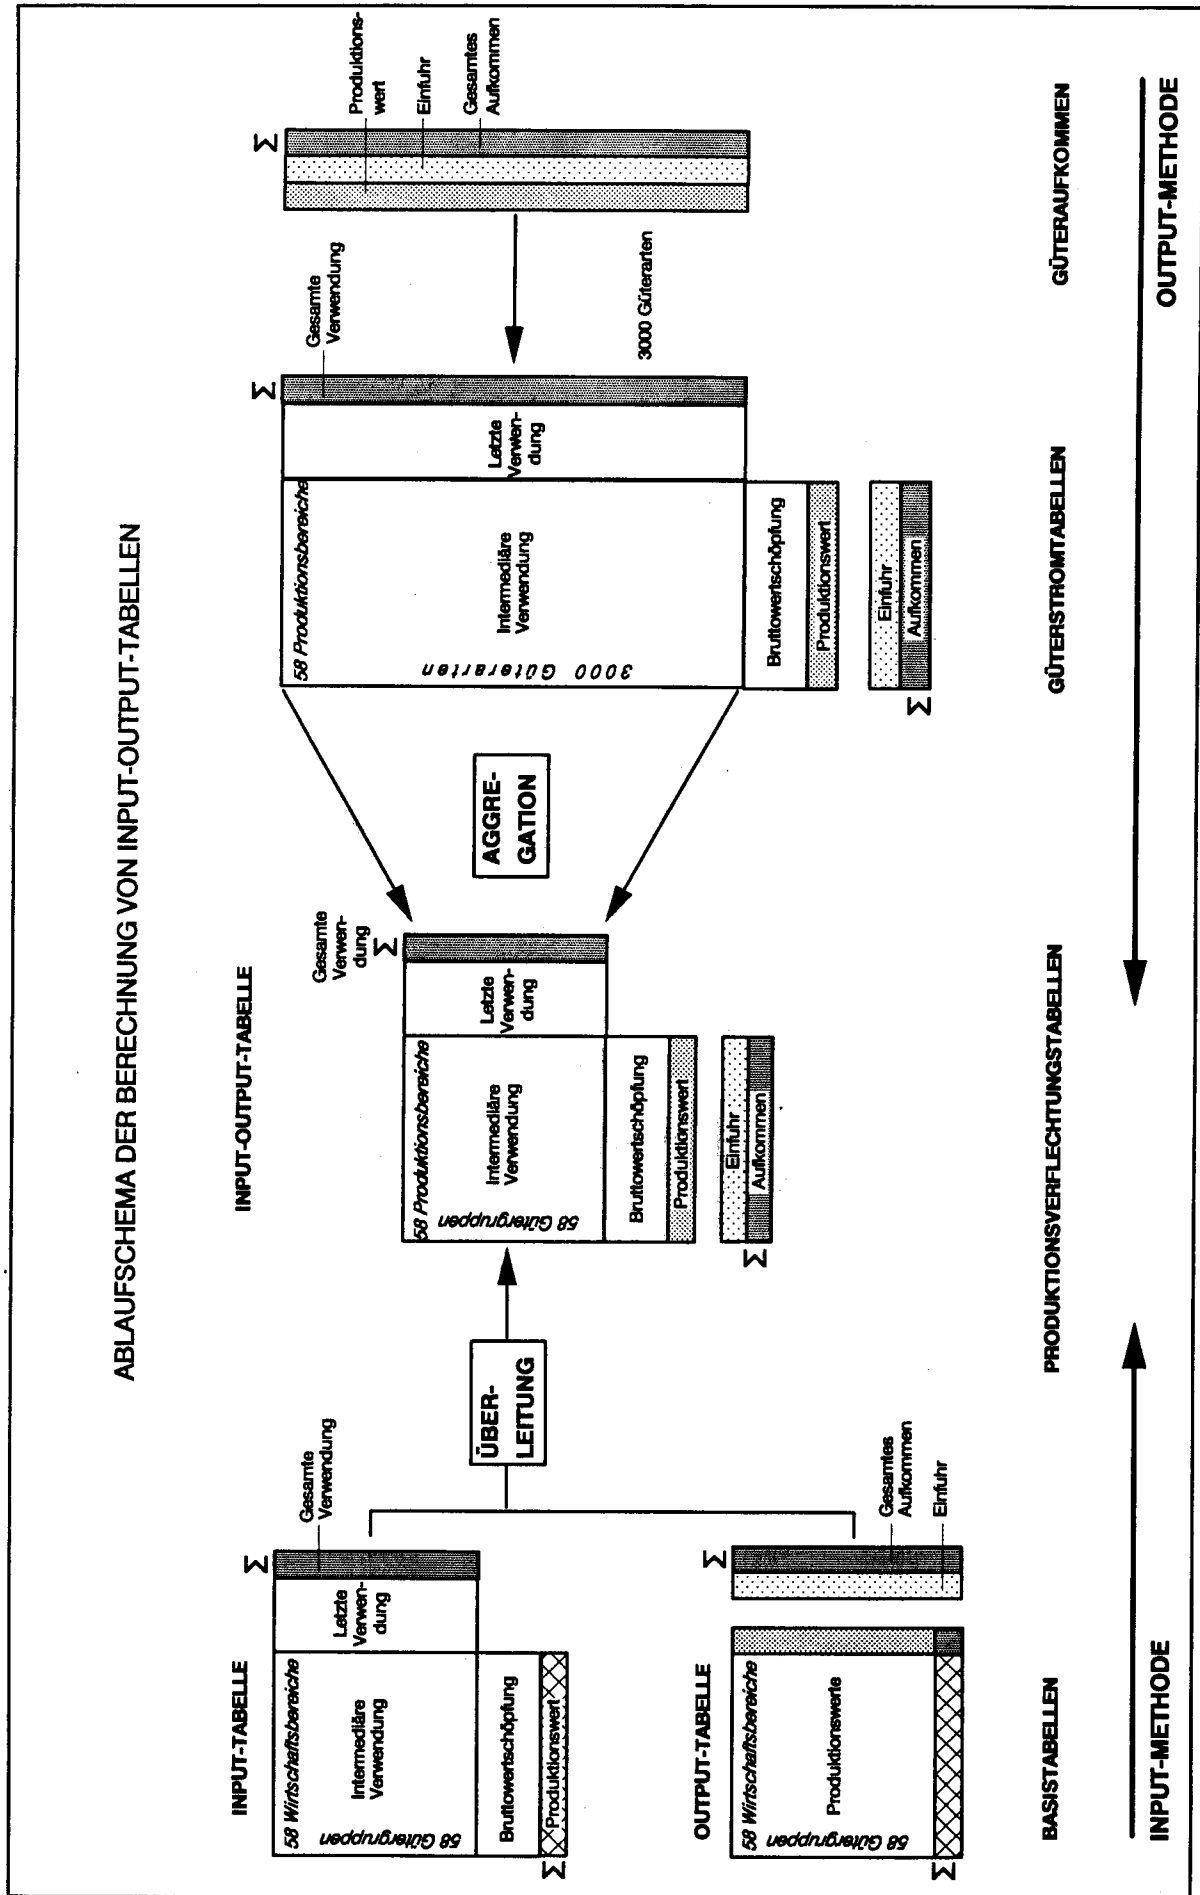 ABLAUFSCHEMA DER BERECHNUNG VON INPUT-OUTPUT-TABELLEN
INPUT-TABELLE
58 Wirtschaftsbereiche
58 Gütergruppen
Intermediäre
Verwendung
Letzte
Verwen-
dung
Σ
Gesamte
Verwendung
Bruttowertschöpfung
Produktionswert
Σ
OUTPUT-TABELLE
58 Wirtschaftsbereiche
58 Gütergruppen
Produktionswerte
Σ
Σ
Gesamtes
Aufkommen
Einfuhr
ÜBER-
LEITUNG
INPUT-OUTPUT-TABELLE
58 Produktionsbereiche
58 Gütergruppen
Intermediäre
Verwendung
Letzte
Verwen-
dung
Σ
Gesamte
Verwen-
dung
Bruttowertschöpfung
Produktionswert
Einfuhr
Aufkommen
Σ
AGGRE-
GATION
58 Produktionsbereiche
3000 Güterarten
Intermediäre
Verwendung
Letzte
Verwen-
dung
Σ
Gesamte
Verwendung
Bruttowertschöpfung
Produktionswert
Einfuhr
Aufkommen
Σ
3000 Güterarten
Σ
Produktions-
wert
Einfuhr
Gesamtes
Aufkommen
BASISTABELLEN
PRODUKTIONSVERFLECHTUNGSTABELLEN
GÜTERSTROMTABELLEN
GÜTERAUFKOMMEN
INPUT-METHODE
OUTPUT-METHODE